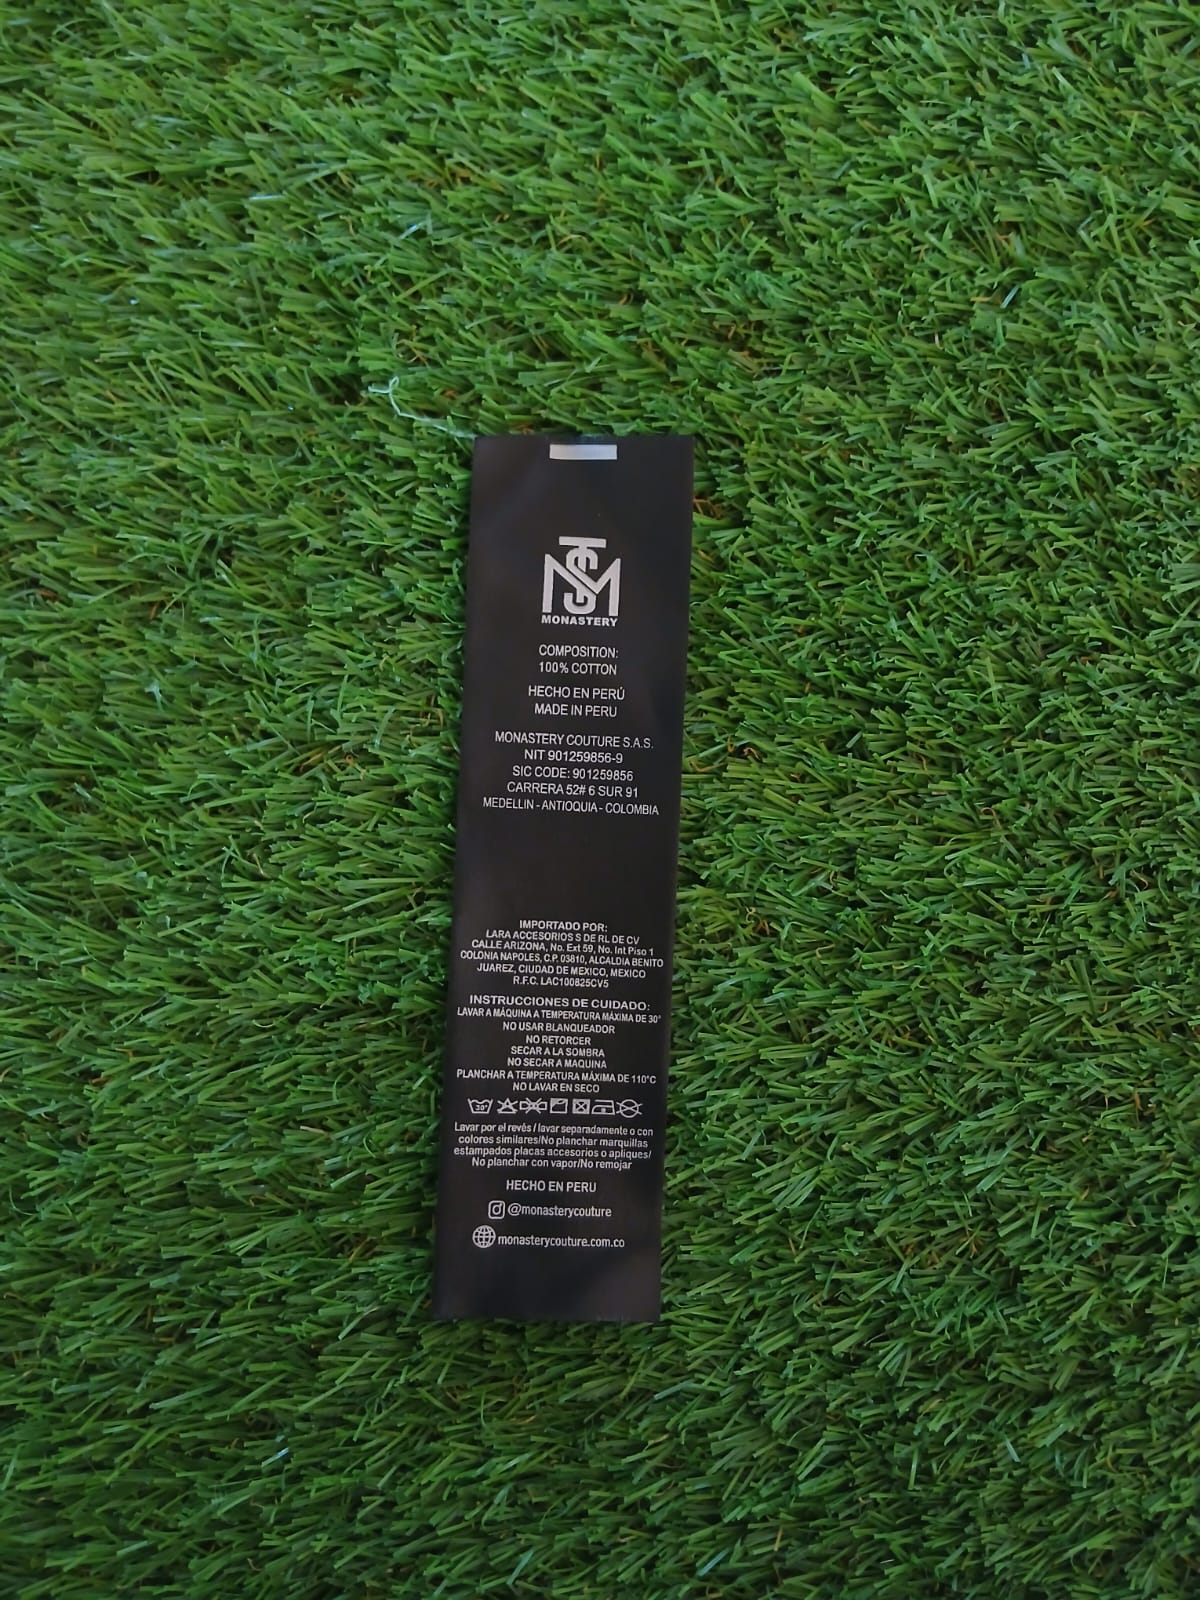 MONASTERY
COMPOSITION:
100% COTTON
HECHO EN PERÚ
MADE IN PERU
MONASTERY COUTURE S.A.S.
NIT 901259856-9
SIC CODE: 901259856
CARRERA 52# 6 SUR 91
MEDELLIN - ANTIOQUIA - COLOMBIA
IMPORTADO POR:
LARA ACCESORIOS S DE RL DE CV
CALLE ARIZONA, No. Ext 59, No. Int Piso 1
COLONIA NAPOLES, C.P. 03810, ALCALDIA BENITO
JUAREZ, CIUDAD DE MEXICO, MEXICO
R.F.C. LAC100825CV5
INSTRUCCIONES DE CUIDADO:
LAVAR A MÁQUINA A TEMPERATURA MÁXIMA DE 30°
NO USAR BLANQUEADOR
NO RETORCER
SECAR A LA SOMBRA
NO SECAR A MAQUINA
PLANCHAR A TEMPERATURA MÁXIMA DE 110°C
NO LAVAR EN SECO
30°
Lavar por el revés / lavar separadamente o con
colores similares/No planchar marquillas
estampados placas accesorios o apliques/
No planchar con vapor/No remojar
HECHO EN PERU
@monasterycouture
monasterycouture.com.co